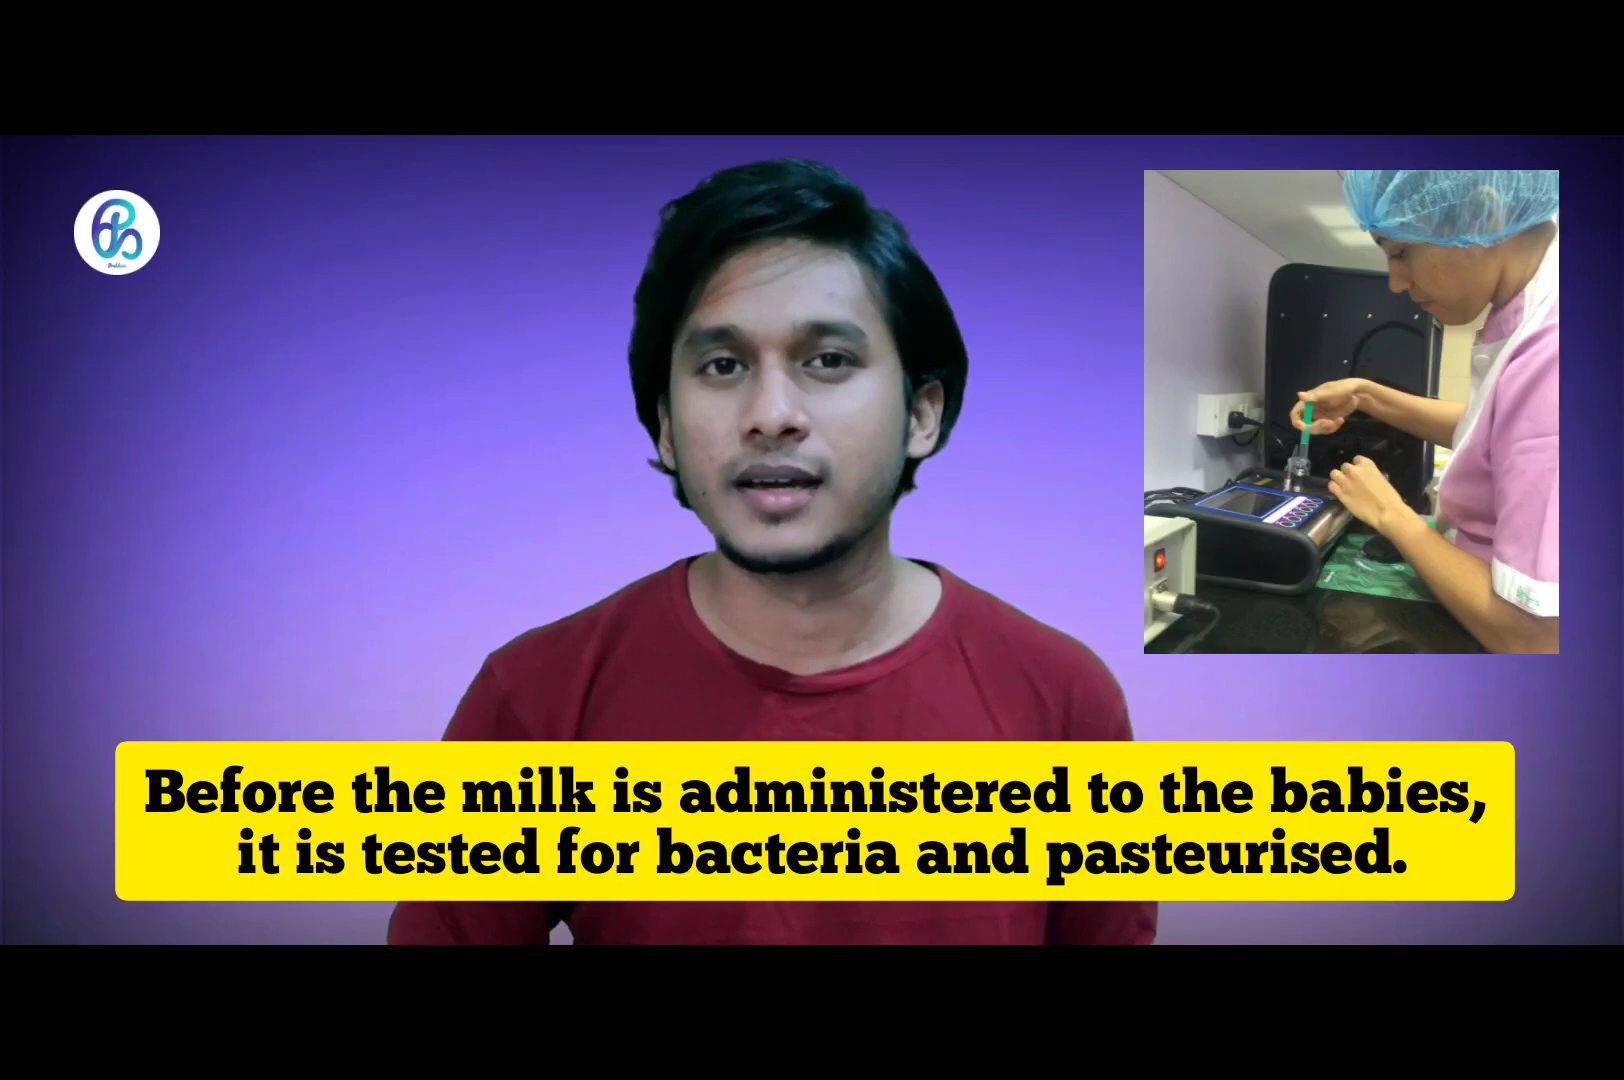 Before the milk is administered to the babies,
it is tested for bacteria and pasteurised.